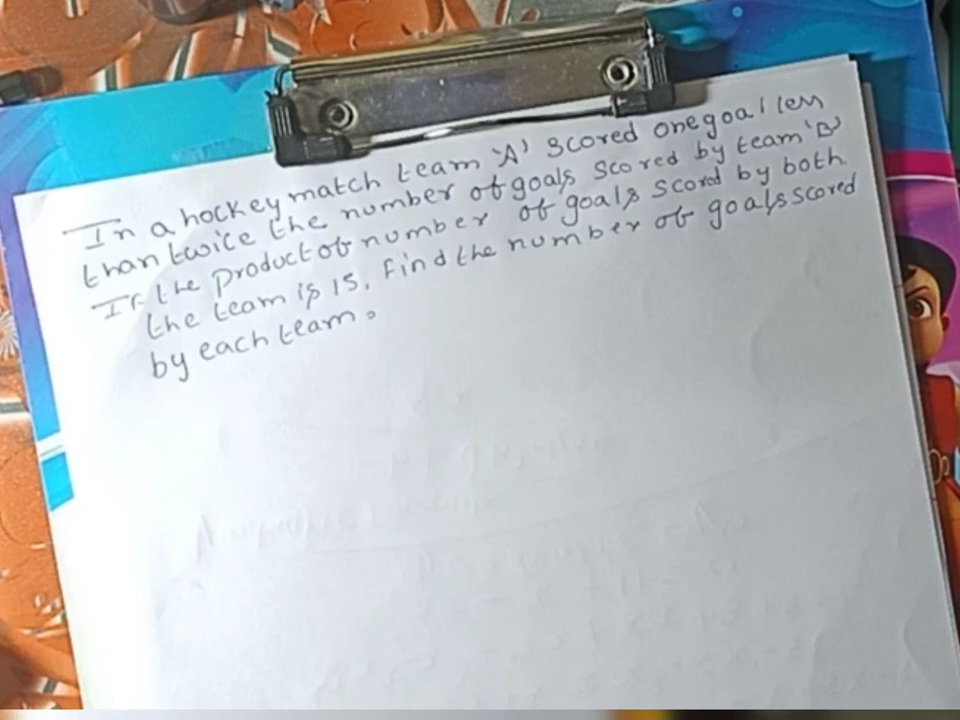 In a hockey match team 'A' scored one goal less
than twice the number of goals scored by team 'B'
If the product of number of goals scored by both
the team is 15. Find the number of goals scored
by each team.